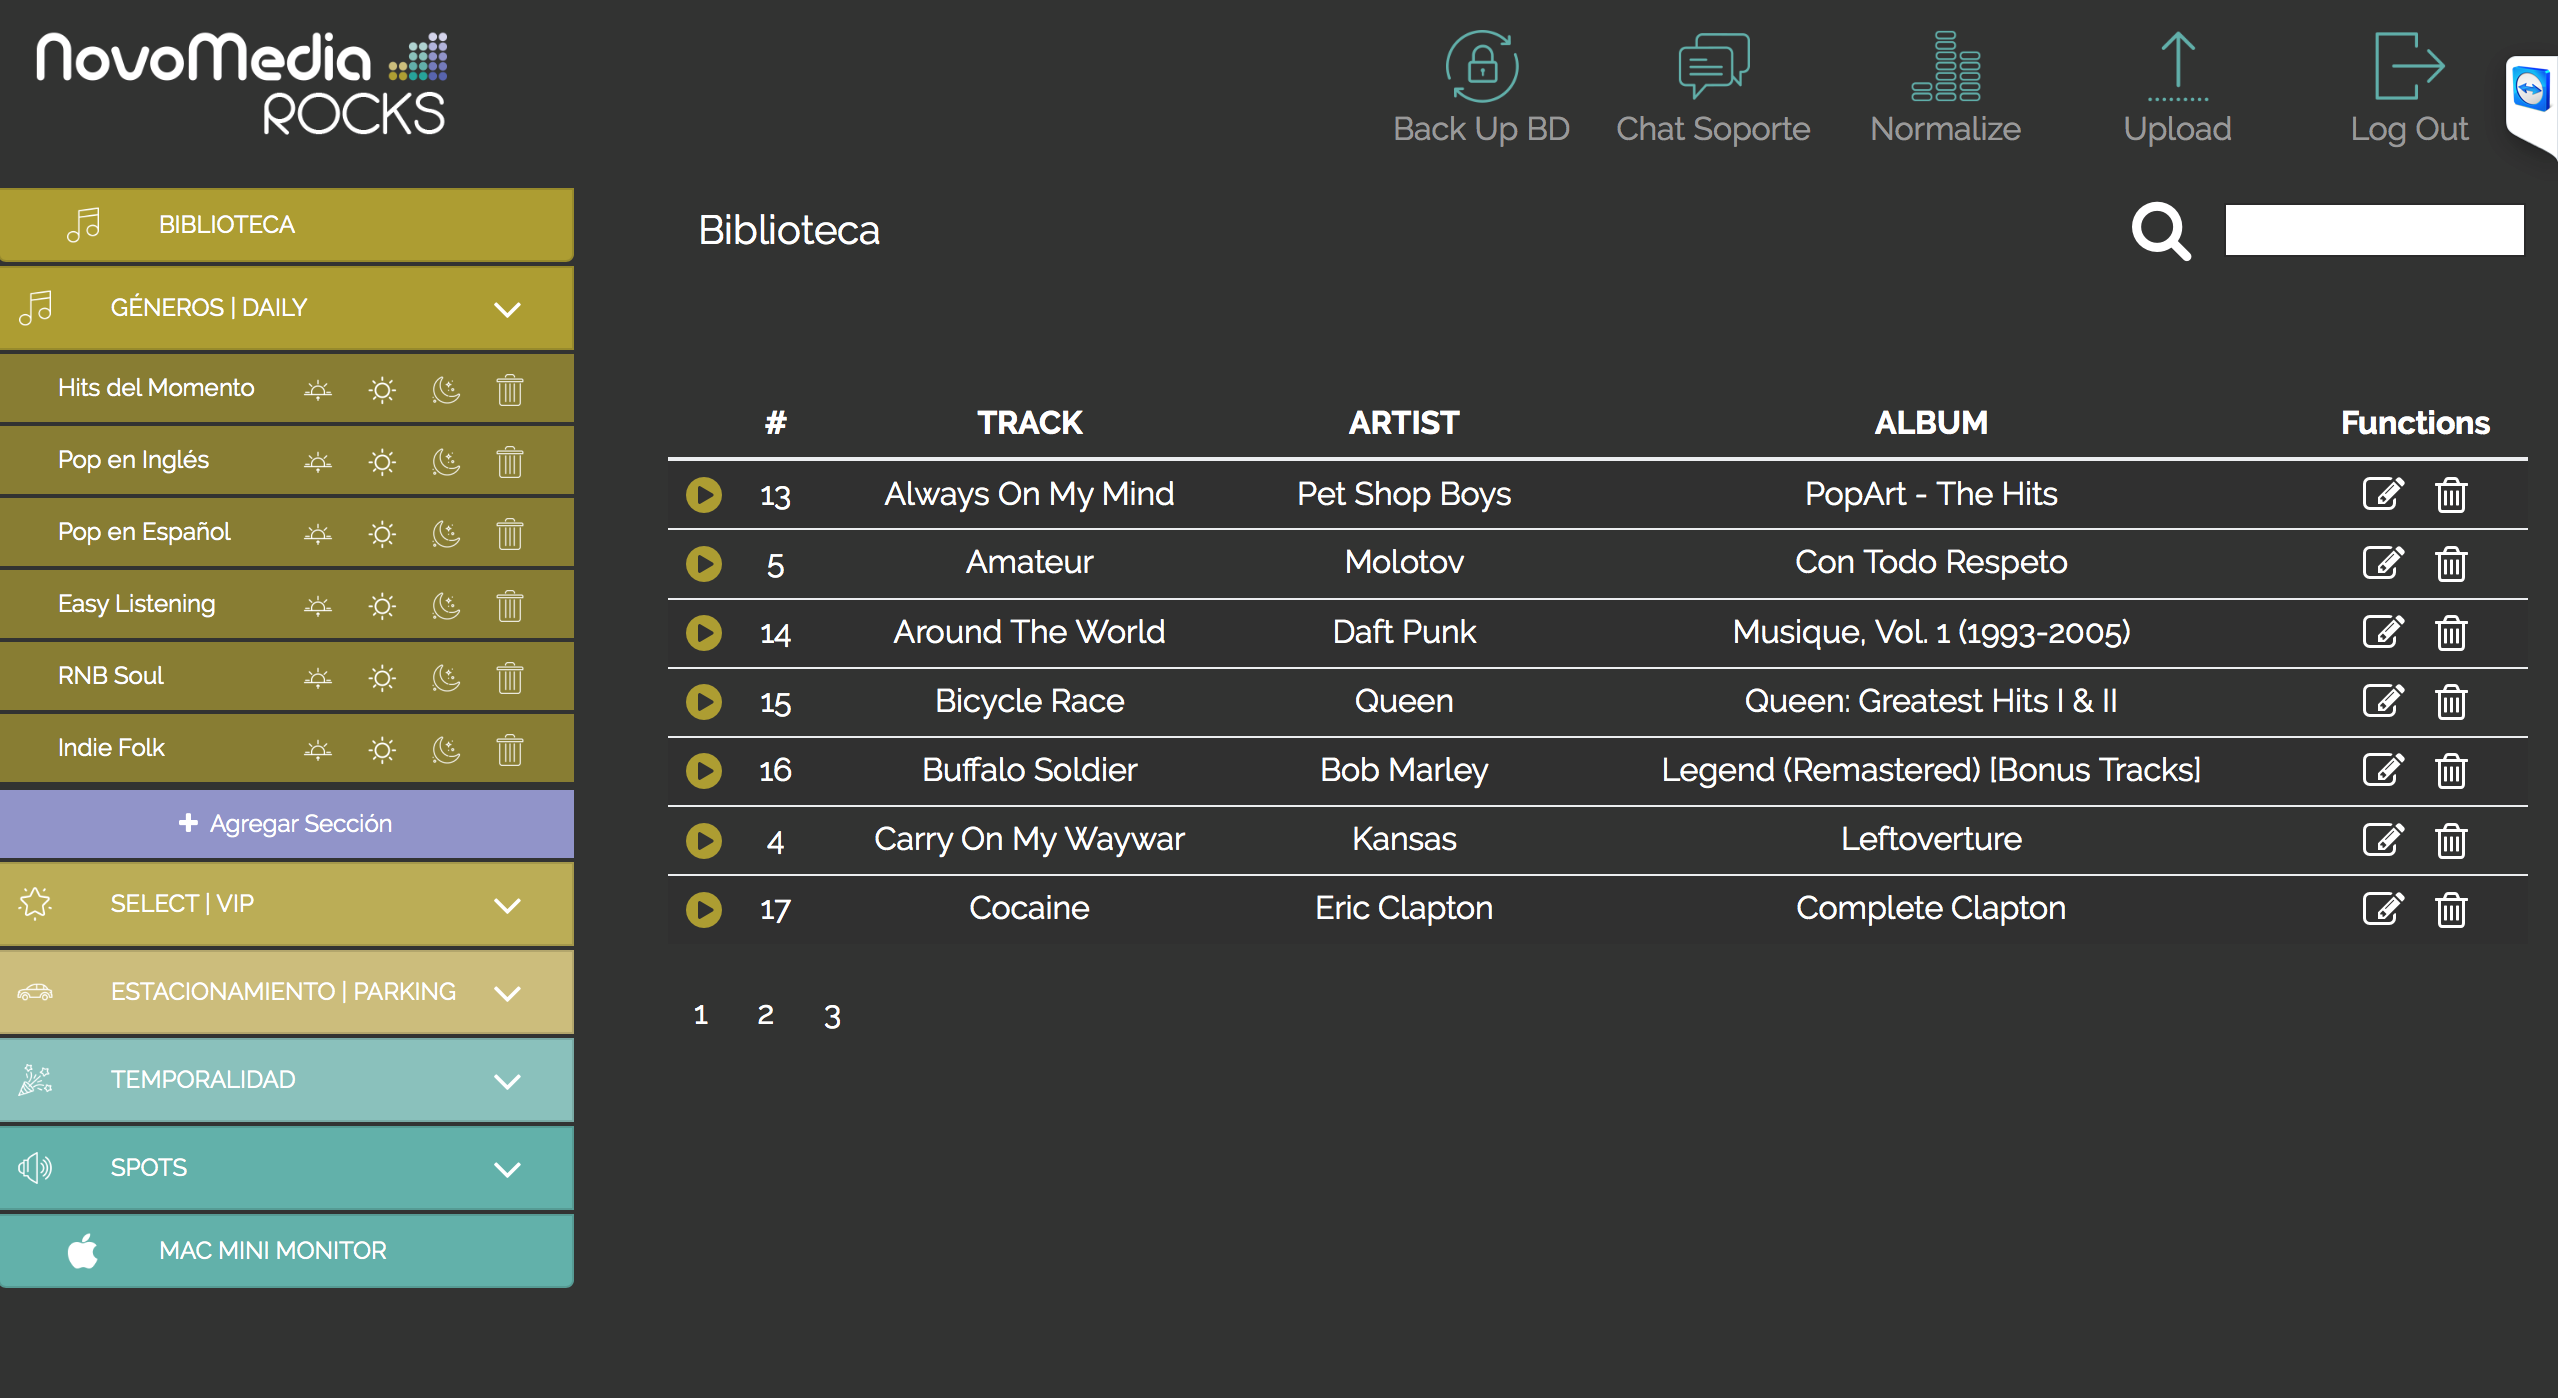 NovoMedia
ROCKS
Back Up BD
Chat Soporte
Normalize
Upload
Log Out
BIBLIOTECA
GÉNEROS | DAILY
Hits del Momento
Pop en Inglés
Pop en Español
Easy Listening
RNB Soul
Indie Folk
+ Agregar Sección
SELECT | VIP
ESTACIONAMIENTO | PARKING
TEMPORALIDAD
SPOTS
MAC MINI MONITOR
Biblioteca
# TRACK ARTIST ALBUM Functions
13 Always On My Mind Pet Shop Boys PopArt - The Hits
5 Amateur Molotov Con Todo Respeto
14 Around The World Daft Punk Musique, Vol. 1 (1993-2005)
15 Bicycle Race Queen Queen: Greatest Hits I & II
16 Buffalo Soldier Bob Marley Legend (Remastered) [Bonus Tracks]
4 Carry On My Waywar Kansas Leftoverture
17 Cocaine Eric Clapton Complete Clapton
1 2 3